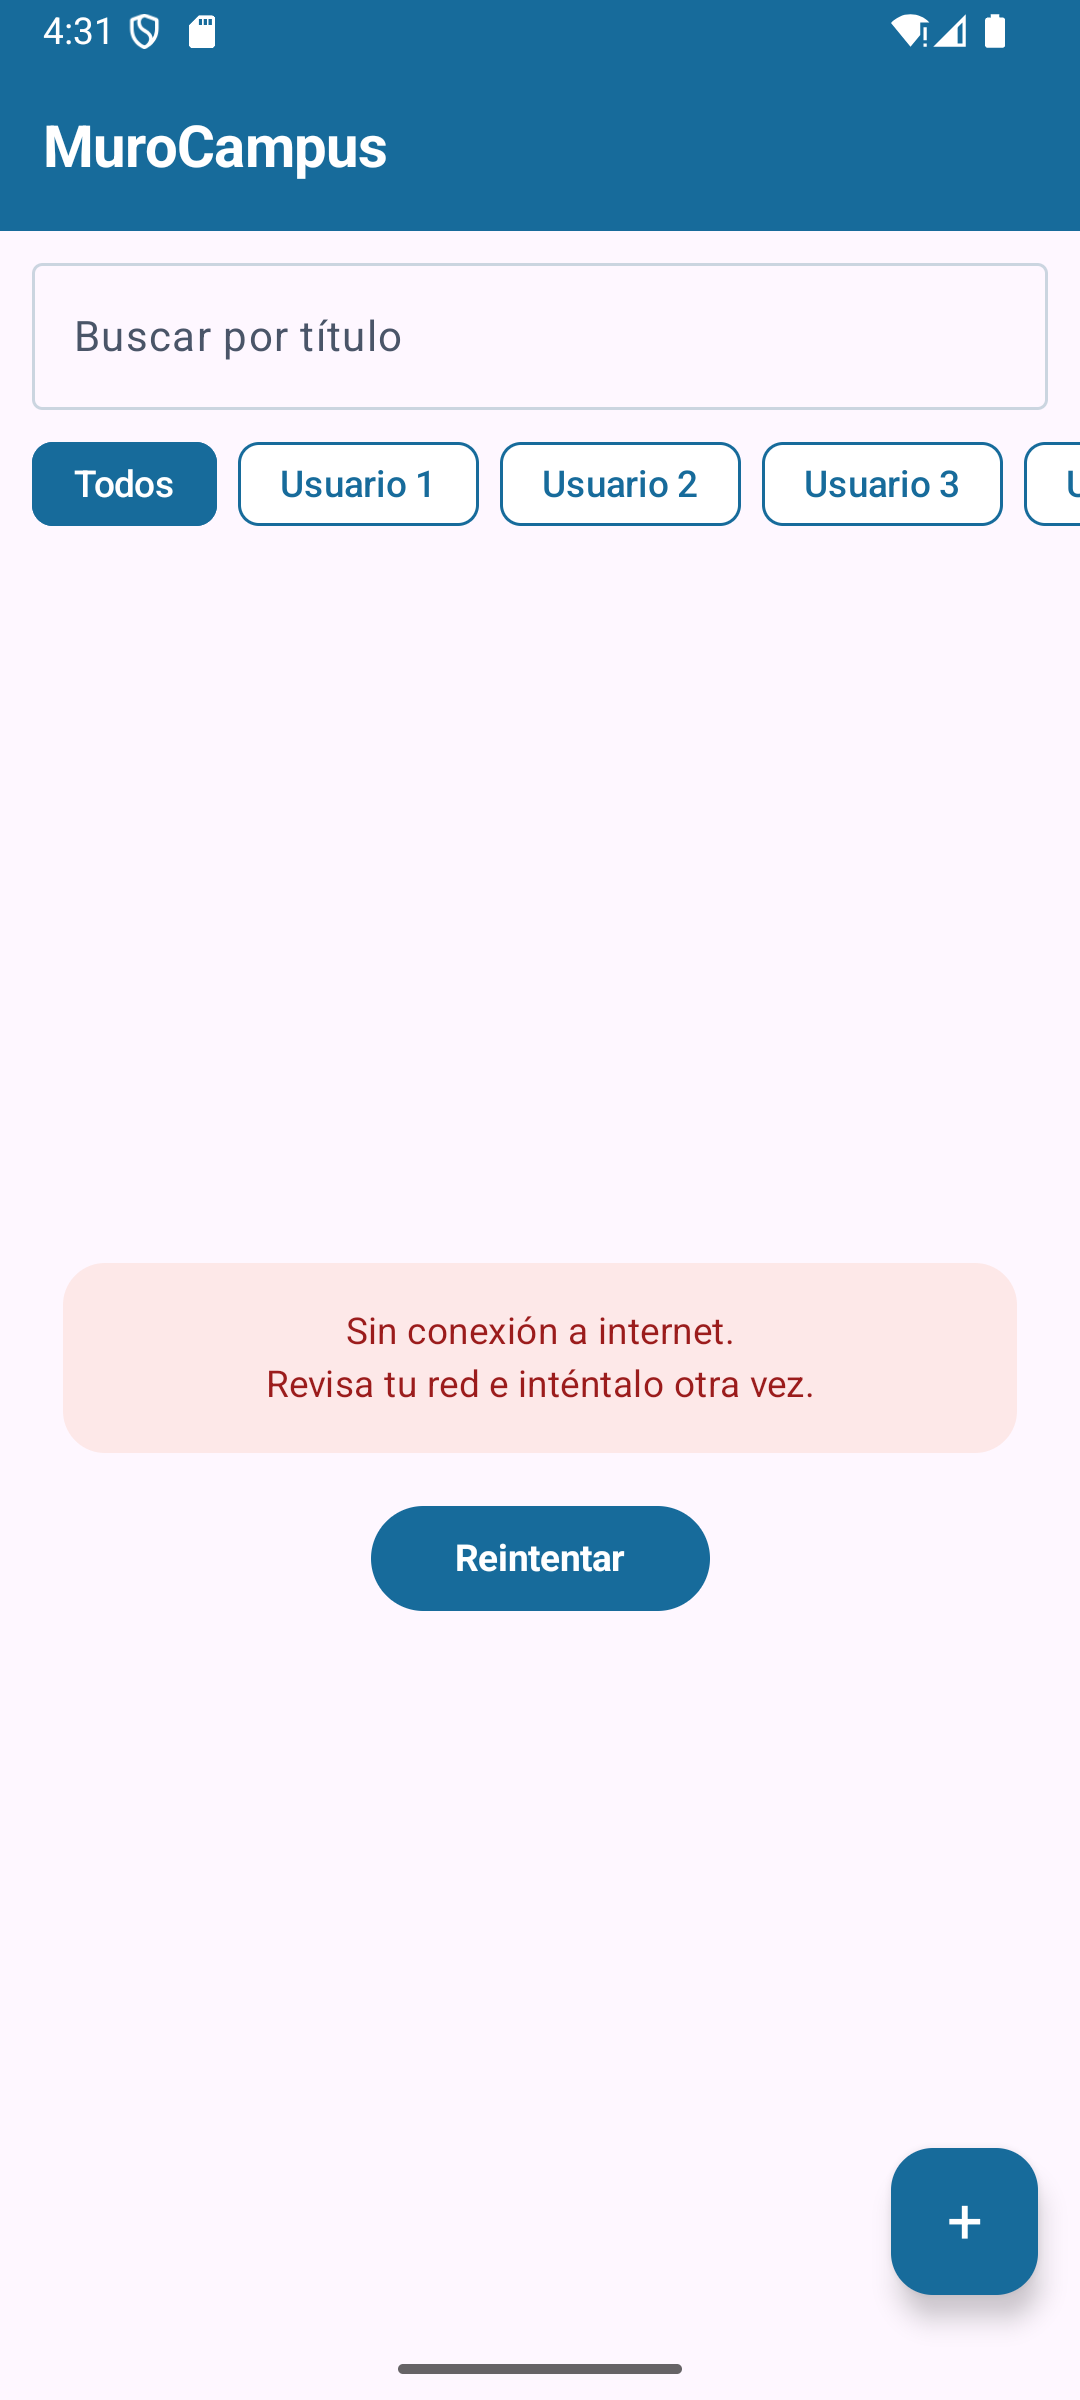 4:31
MuroCampus
Buscar por título
Todos
Usuario 1
Usuario 2
Usuario 3
Sin conexión a internet.
Revisa tu red e inténtalo otra vez.
Reintentar
+